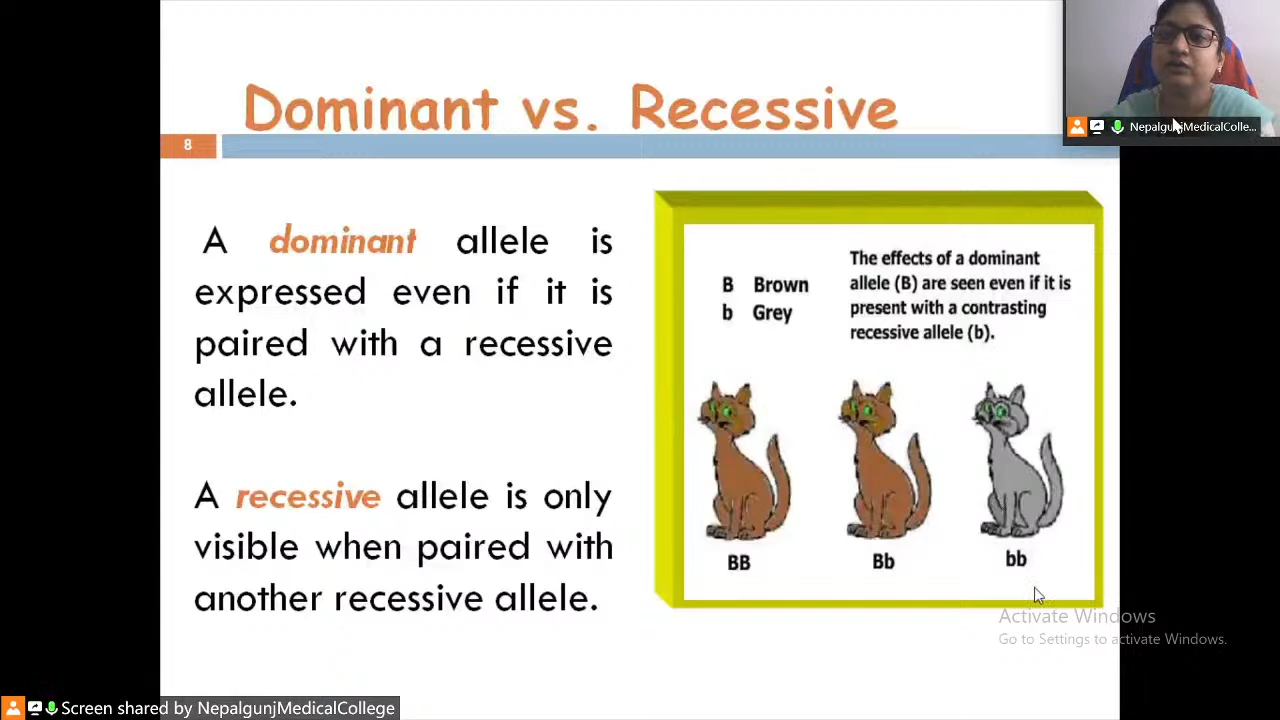 Dominant vs. Recessive
8
A dominant allele is
expressed even if it is
paired with a recessive
allele.
A recessive allele is only
visible when paired with
another recessive allele.
B Brown
b Grey
The effects of a dominant
allele (B) are seen even if it is
present with a contrasting
recessive allele (b).
BB
Bb
bb
NepalgunjMedicalColle...
Activate Windows
Go to Settings to activate Windows.
Screen shared by NepalgunjMedicalCollege